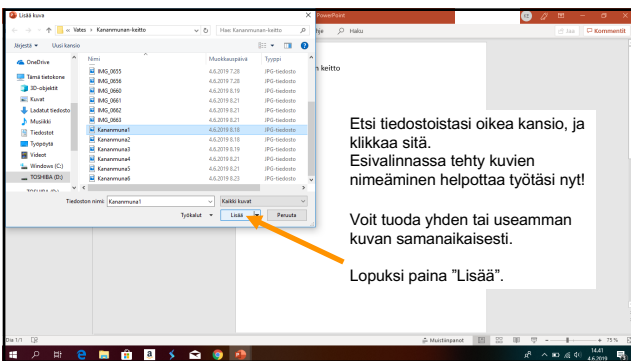 Lisää kuva
PowerPoint
« Vates > Kananmunan-keitto
Hae: Kananmunan-keitto
hje
Haku
Jaa
Kommentit
Järjestä
Uusi kansio
n keitto
Nimi Muokkauspäivä Tyyppi
OneDrive
Tämä tietokone
3D-objektit
Kuvat
Ladatut tiedosto
Musiikki
Tiedostot
Työpöytä
Videot
Windows (C:)
TOSHIBA (D:)
TOSHIBA (D:)
IMG_0655 4.6.2019 7.28 JPG-tiedosto
IMG_0656 4.6.2019 7.28 JPG-tiedosto
IMG_0660 4.6.2019 8.19 JPG-tiedosto
IMG_0661 4.6.2019 8.21 JPG-tiedosto
IMG_0662 4.6.2019 8.21 JPG-tiedosto
IMG_0663 4.6.2019 8.21 JPG-tiedosto
Kananmuna1 4.6.2019 8.18 JPG-tiedosto
Kananmuna2 4.6.2019 8.18 JPG-tiedosto
Kananmuna3 4.6.2019 8.19 JPG-tiedosto
Kananmuna4 4.6.2019 8.21 JPG-tiedosto
Kananmuna5 4.6.2019 8.21 JPG-tiedosto
Kananmuna6 4.6.2019 8.23 JPG-tiedosto
Tiedoston nimi: Kananmuna1
Kaikki kuvat
Työkalut
Lisää
Peruuta
Etsi tiedostoistasi oikea kansio, ja
klikkaa sitä.
Esivalinnassa tehty kuvien
nimeäminen helpottaa työtäsi nyt!
Voit tuoda yhden tai useamman
kuvan samanaikaisesti.
Lopuksi paina ”Lisää”.
Dia 1/1
Muistiinpanot
75 %
14.41
4.6.2019